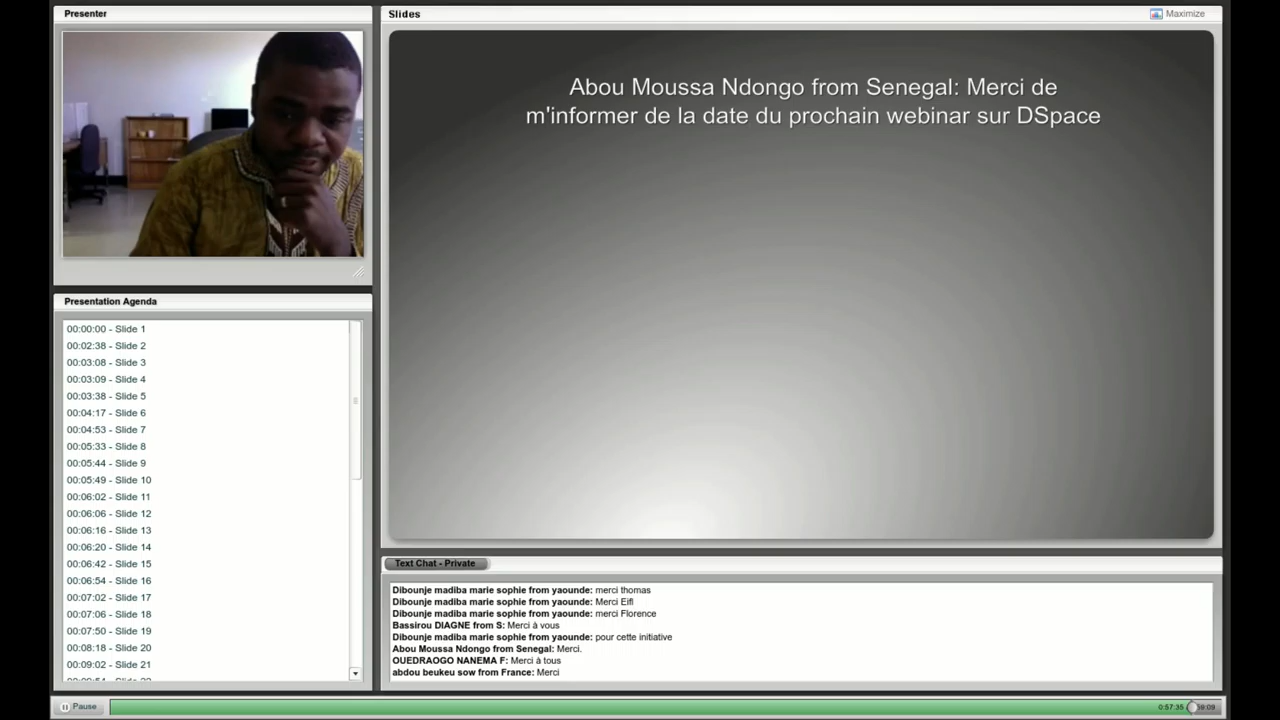 Presenter
Slides
Maximize
Abou Moussa Ndongo from Senegal: Merci de
m'informer de la date du prochain webinar sur DSpace
Presentation Agenda
00:00:00 - Slide 1
00:02:38 - Slide 2
00:03:08 - Slide 3
00:03:09 - Slide 4
00:03:38 - Slide 5
00:04:17 - Slide 6
00:04:53 - Slide 7
00:05:33 - Slide 8
00:05:44 - Slide 9
00:05:49 - Slide 10
00:06:02 - Slide 11
00:06:06 - Slide 12
00:06:16 - Slide 13
00:06:20 - Slide 14
00:06:42 - Slide 15
00:06:54 - Slide 16
00:07:02 - Slide 17
00:07:06 - Slide 18
00:07:50 - Slide 19
00:08:18 - Slide 20
00:09:02 - Slide 21
Text Chat - Private
Dibounje madiba marie sophie from yaounde: merci thomas
Dibounje madiba marie sophie from yaounde: Merci Eifl
Dibounje madiba marie sophie from yaounde: merci Florence
Bassirou DIAGNE from S: Merci à vous
Dibounje madiba marie sophie from yaounde: pour cette initiative
Abou Moussa Ndongo from Senegal: Merci.
OUEDRAOGO NANEMA F: Merci à tous
abdou beukeu sow from France: Merci
Pause
0:57:35